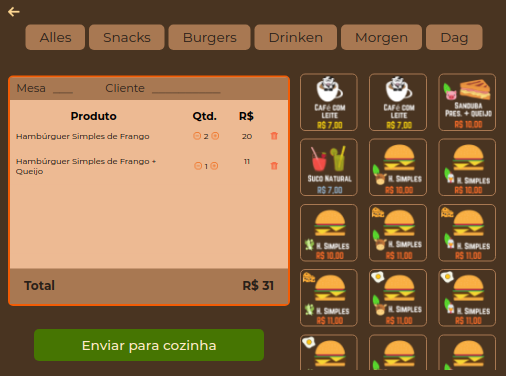 Alles Snacks Burgers Drinken Morgen Dag
Mesa ____ Cliente ______________
Produto Qtd. R$
Hambúrguer Simples de Frango 2 20
Hambúrguer Simples de Frango +
Queijo 1 11
Total R$ 31
Enviar para cozinha
CAFÉ COM
LEITE
R$ 7,00
CAFÉ COM
LEITE
R$ 7,00
SANDUBA
PRES. + QUEIJO
R$ 10,00
SUCO NATURAL
R$ 7,00
H. SIMPLES
R$ 10,00
H. SIMPLES
R$ 10,00
H. SIMPLES
R$ 10,00
H. SIMPLES
R$ 11,00
H. SIMPLES
R$ 11,00
H. SIMPLES
R$ 11,00
H. SIMPLES
R$ 11,00
H. SIMPLES
R$ 11,00